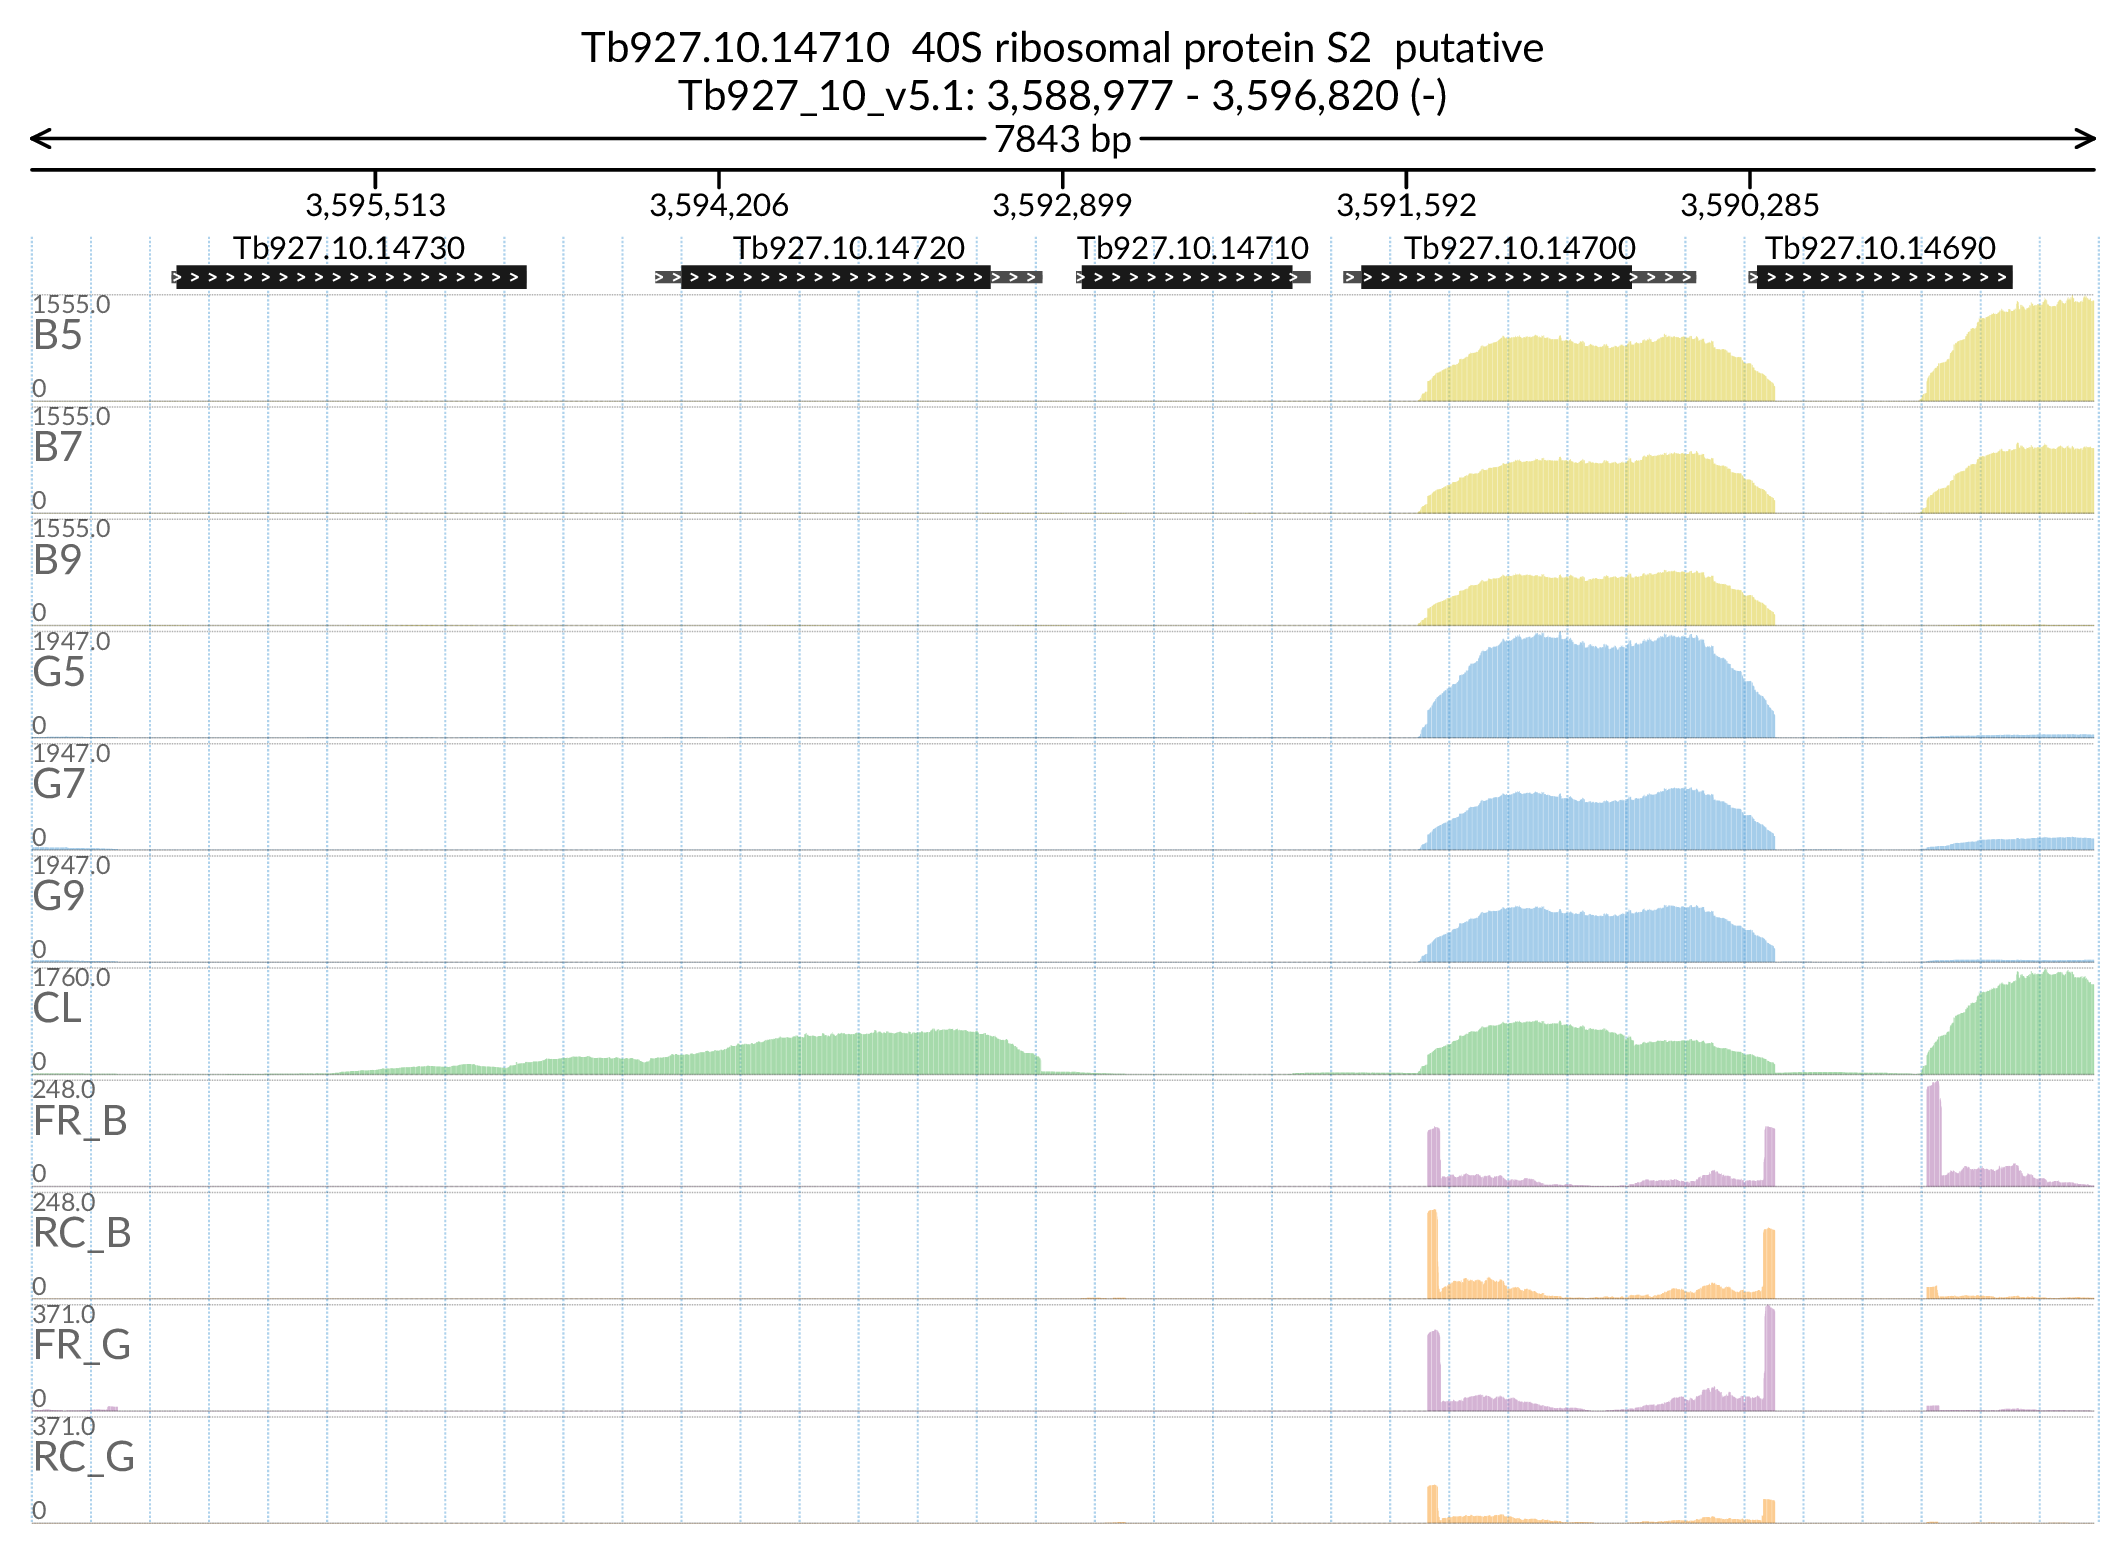 Tb927.10.14710  40S ribosomal protein S2  putative
Tb927_10_v5.1: 3,588,977 - 3,596,820 (-)
7843 bp
3,595,513 3,594,206 3,592,899 3,591,592 3,590,285
Tb927.10.14730 Tb927.10.14720 Tb927.10.14710 Tb927.10.14700 Tb927.10.14690
1555.0
B5
0
1555.0
B7
0
1555.0
B9
0
1947.0
G5
0
1947.0
G7
0
1947.0
G9
0
1760.0
CL
0
248.0
FR_B
0
248.0
RC_B
0
371.0
FR_G
0
371.0
RC_G
0